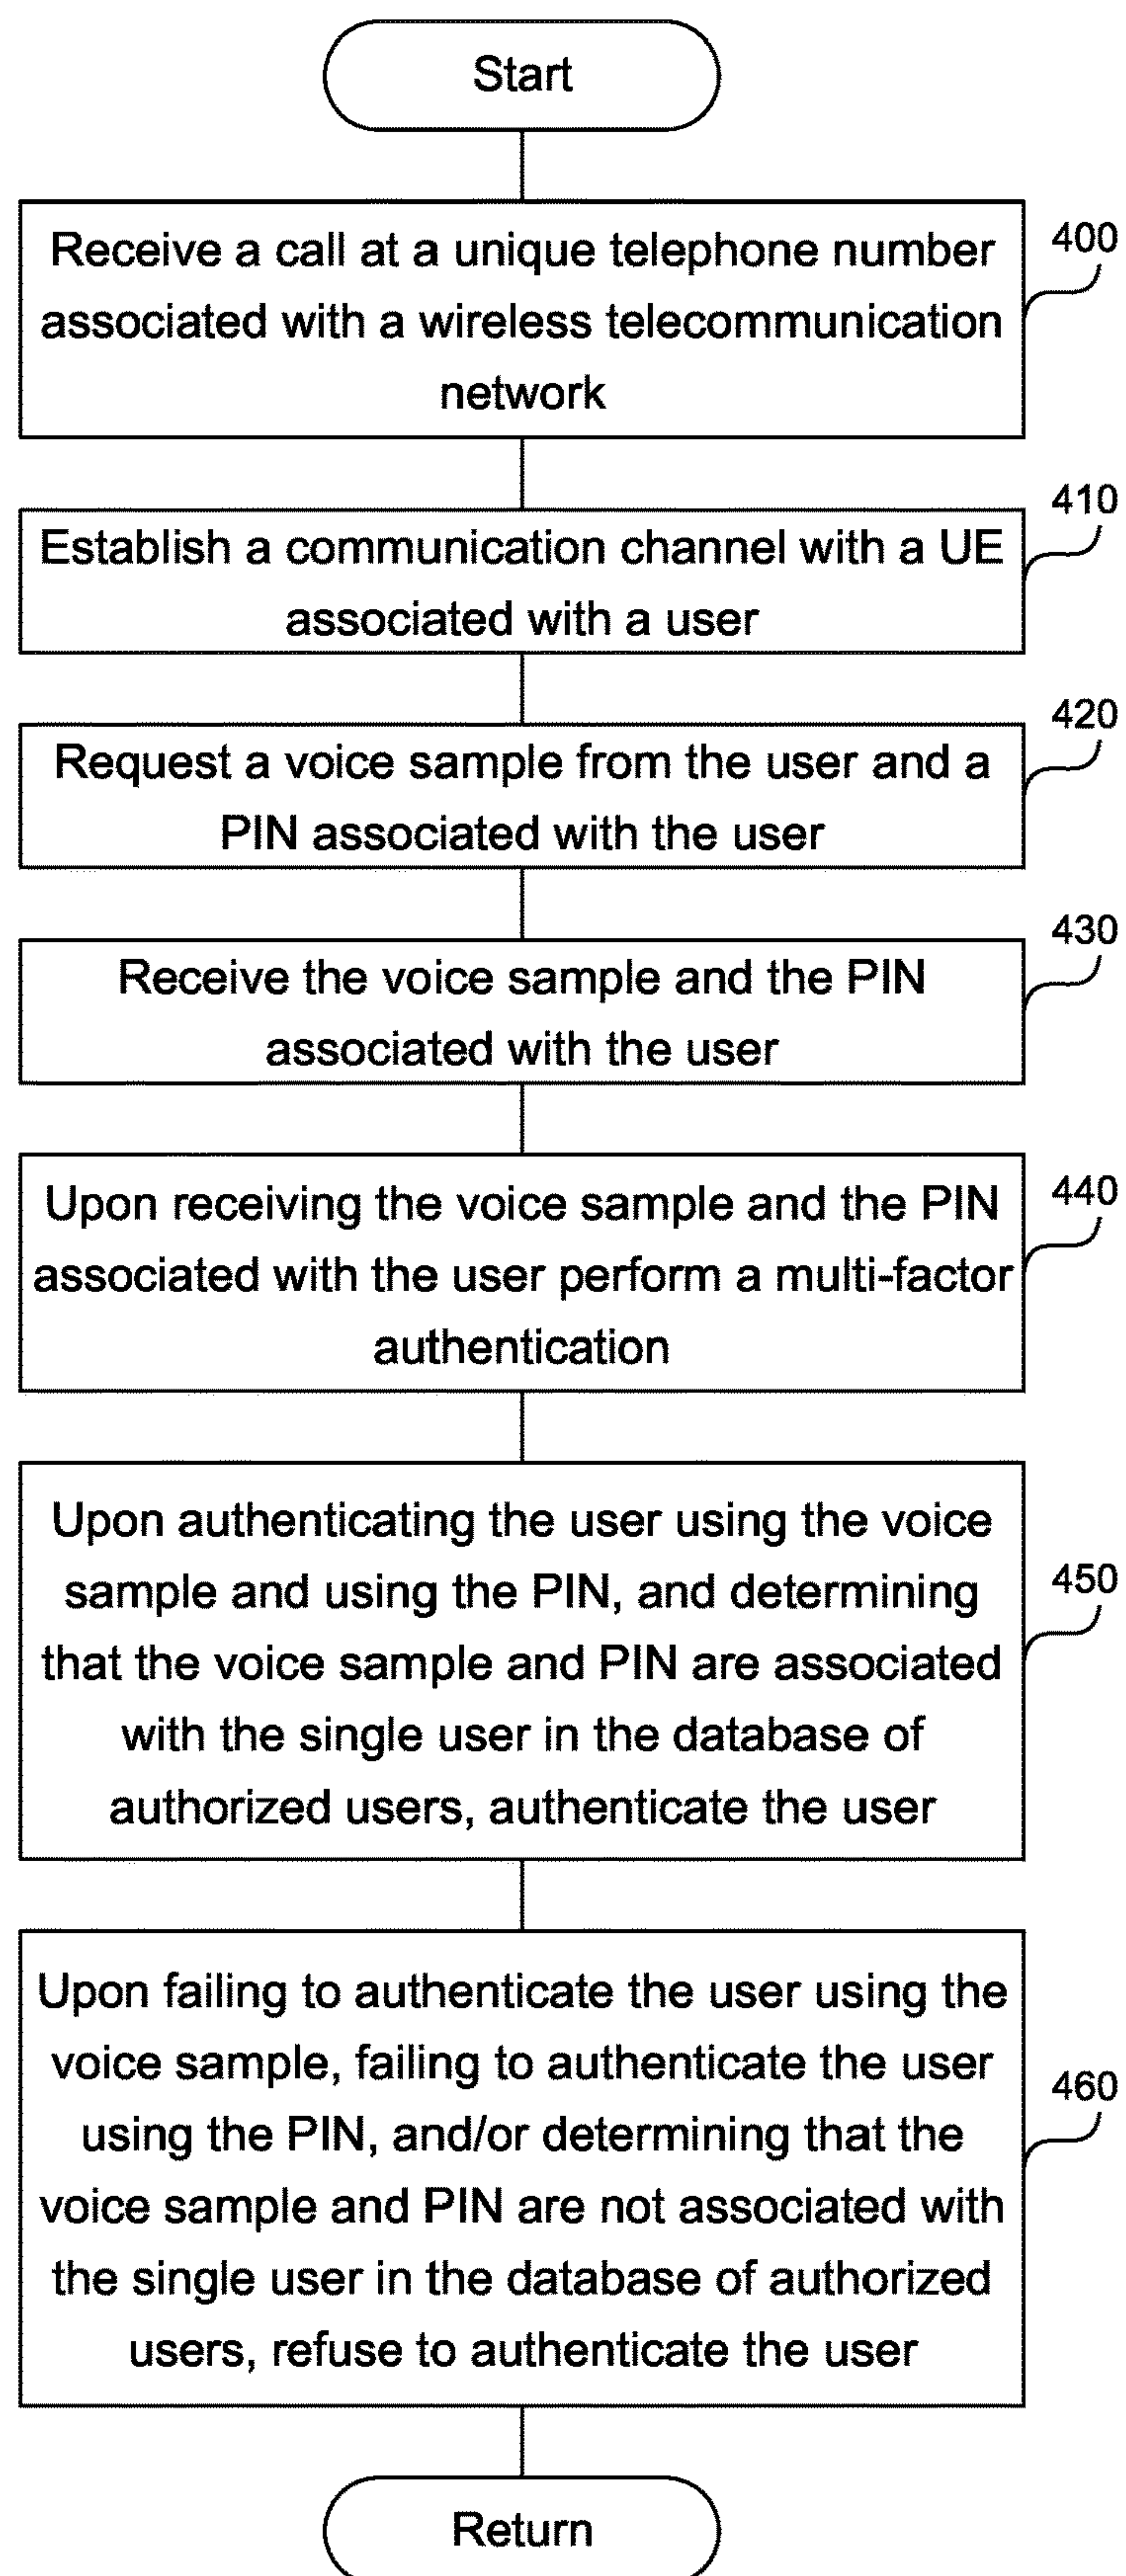 Start
Receive a call at a unique telephone number
associated with a wireless telecommunication
network
400
Establish a communication channel with a UE
associated with a user
410
Request a voice sample from the user and a
PIN associated with the user
420
Receive the voice sample and the PIN
associated with the user
430
Upon receiving the voice sample and the PIN
associated with the user perform a multi-factor
authentication
440
Upon authenticating the user using the voice
sample and using the PIN, and determining
that the voice sample and PIN are associated
with the single user in the database of
authorized users, authenticate the user
450
Upon failing to authenticate the user using the
voice sample, failing to authenticate the user
using the PIN, and/or determining that the
voice sample and PIN are not associated with
the single user in the database of authorized
users, refuse to authenticate the user
460
Return